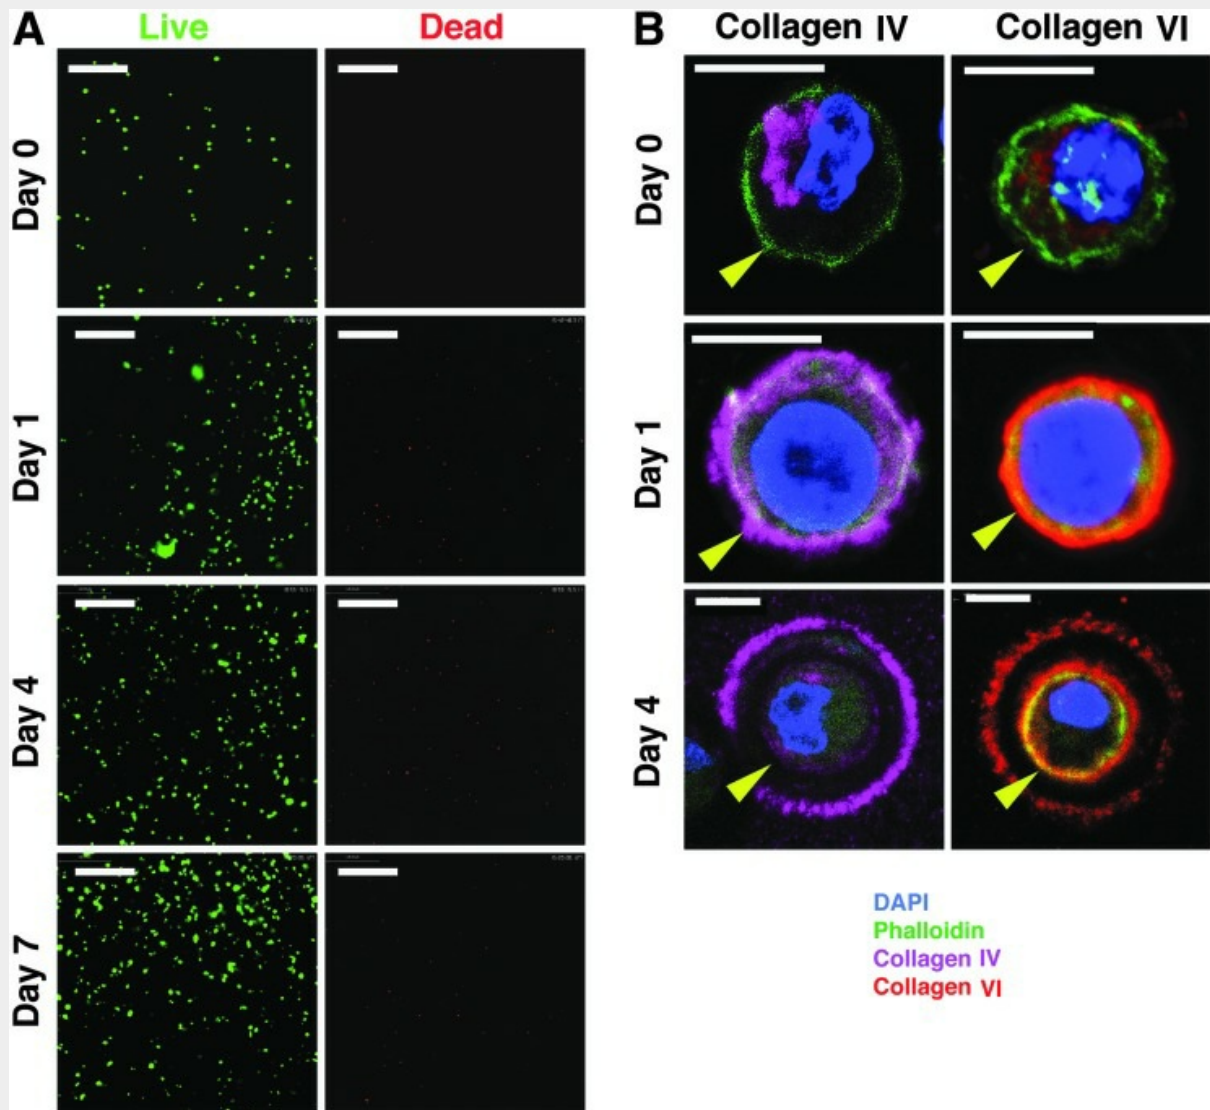 A
Live
Dead
B
Collagen IV
Collagen VI
Day 0
Day 0
Day 1
Day 1
Day 4
Day 4
Day 7
DAPI
Phalloidin
Collagen IV
Collagen VI